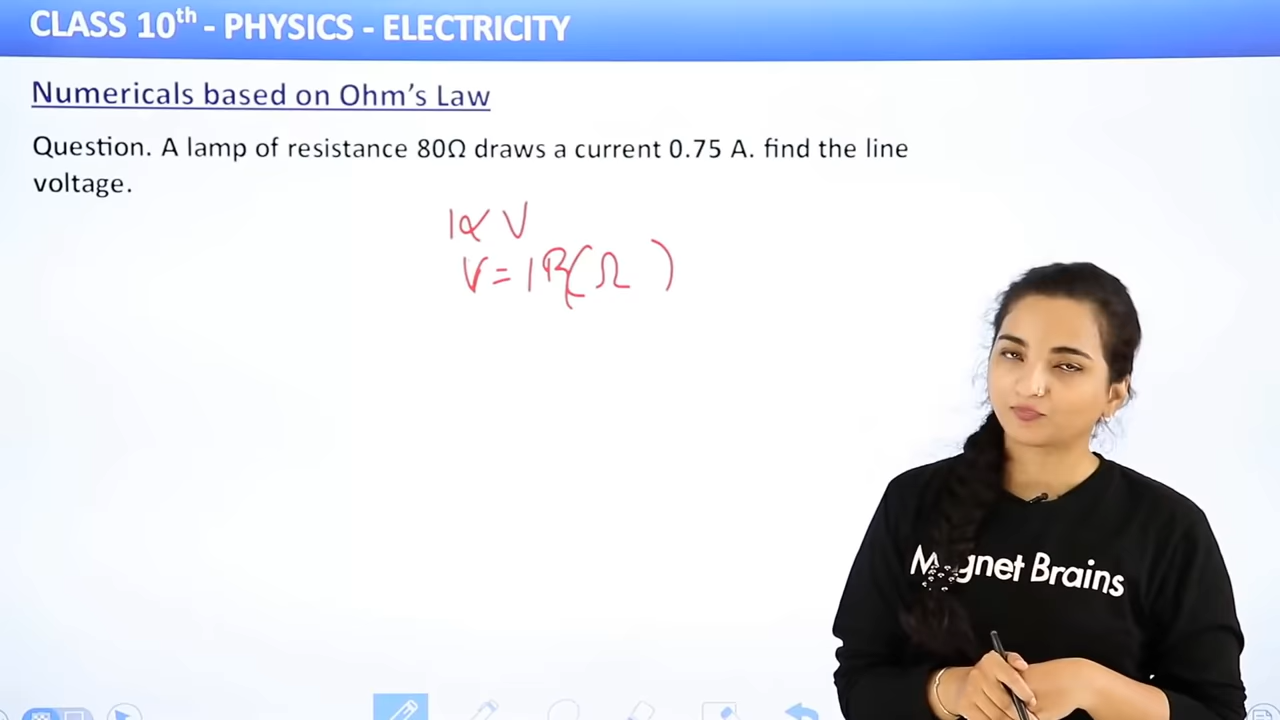 CLASS 10th - PHYSICS - ELECTRICITY
Numericals based on Ohm's Law
Question. A lamp of resistance 80Ω draws a current 0.75 A. find the line
voltage.
I∝ V
V = IR(Ω )
Magnet Brains